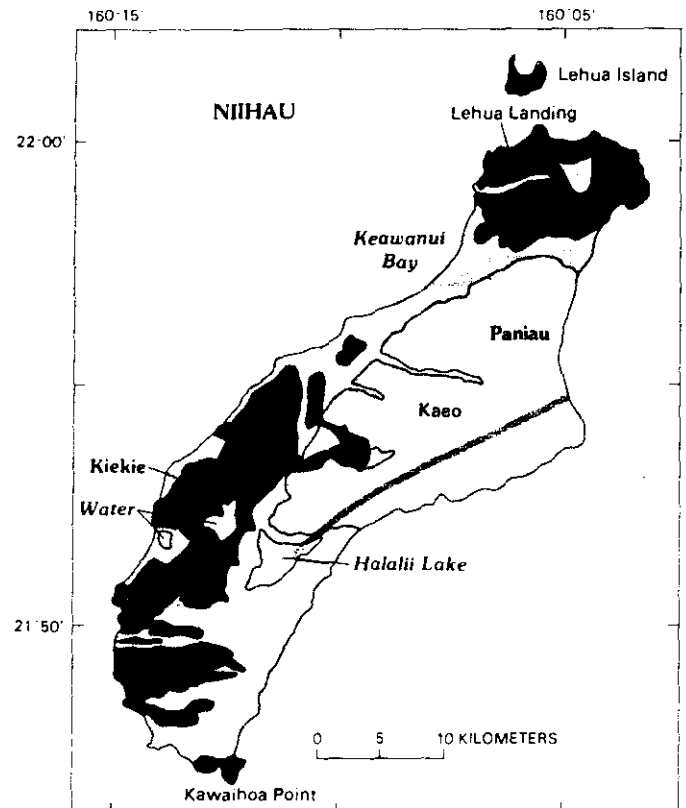 160·15'
160·05'
Lehua Island
NIIHAU
Lehua Landing
22·00'
Keawanui
Bay
Paniau
Kaeo
Kiekie
Water
Halalii Lake
21·50'
0 5 10 KILOMETERS
Kawaihoa Point